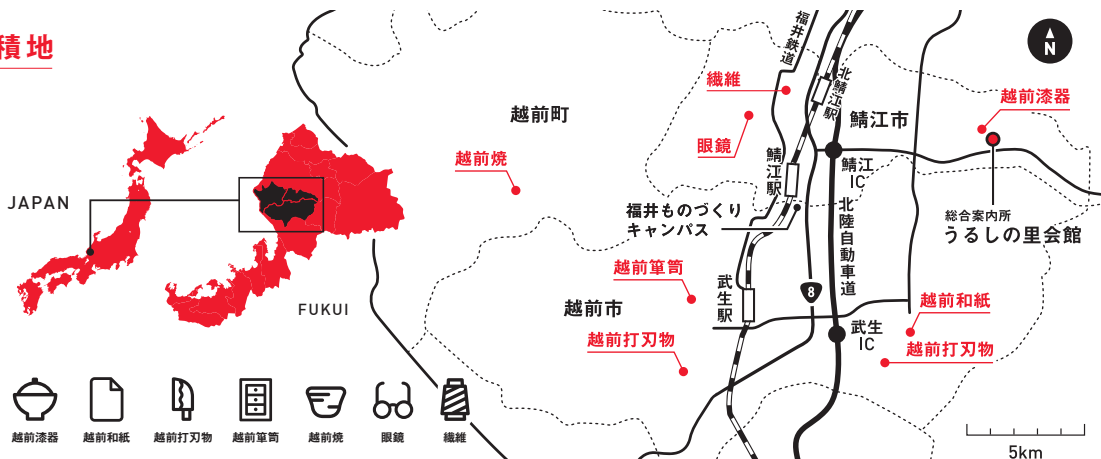 積地
JAPAN
FUKUI
福井鉄道
北鯖江駅
繊維
眼鏡
越前町
越前焼
鯖江市
越前漆器
鯖江駅
鯖江
IC
福井ものづくり
キャンパス
北陸自動車道
総合案内所
うるしの里会館
越前箪笥
越前市
武生駅
8
越前打刃物
武生
IC
越前和紙
越前打刃物
N
5km
越前漆器
越前和紙
越前打刃物
越前箪笥
越前焼
眼鏡
繊維